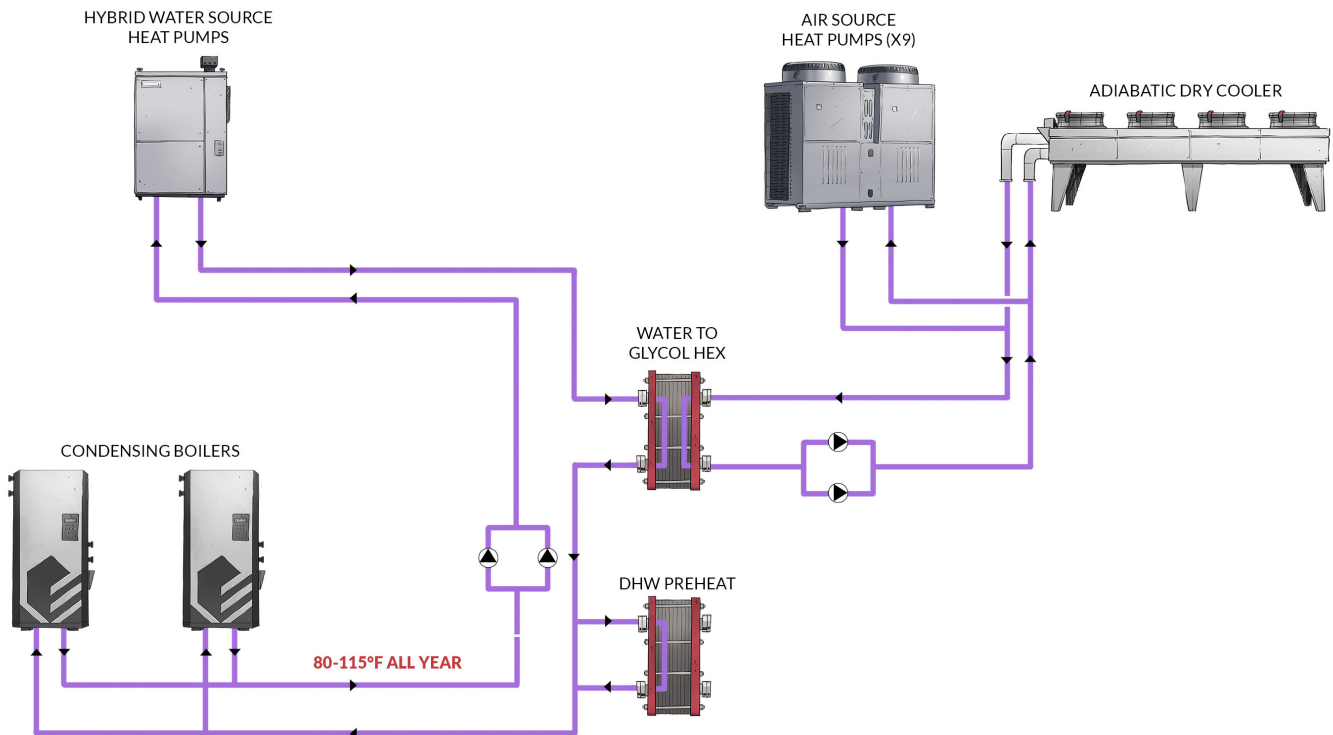 HYBRID WATER SOURCE
HEAT PUMPS
AIR SOURCE
HEAT PUMPS (X9)
ADIABATIC DRY COOLER
WATER TO
GLYCOL HEX
CONDENSING BOILERS
DHW PREHEAT
80-115°F ALL YEAR